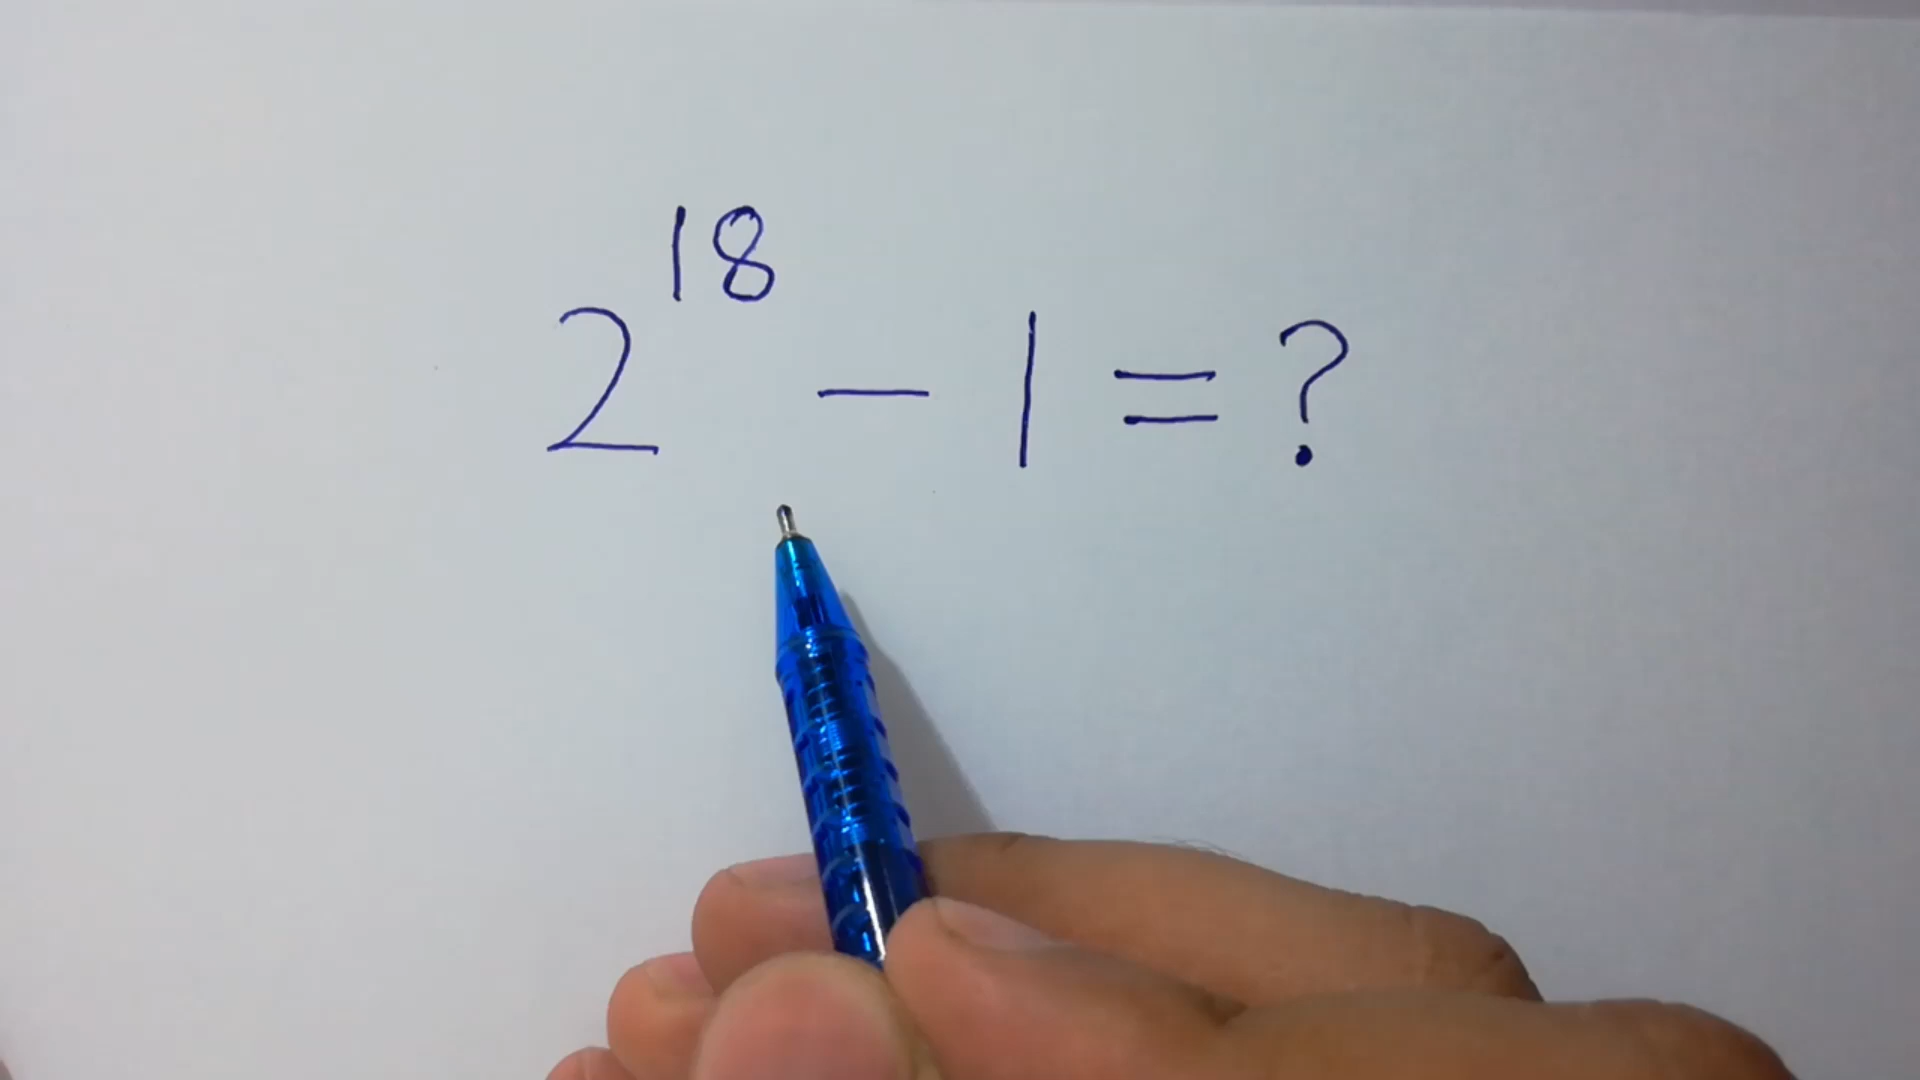 2^18 - 1 = ?